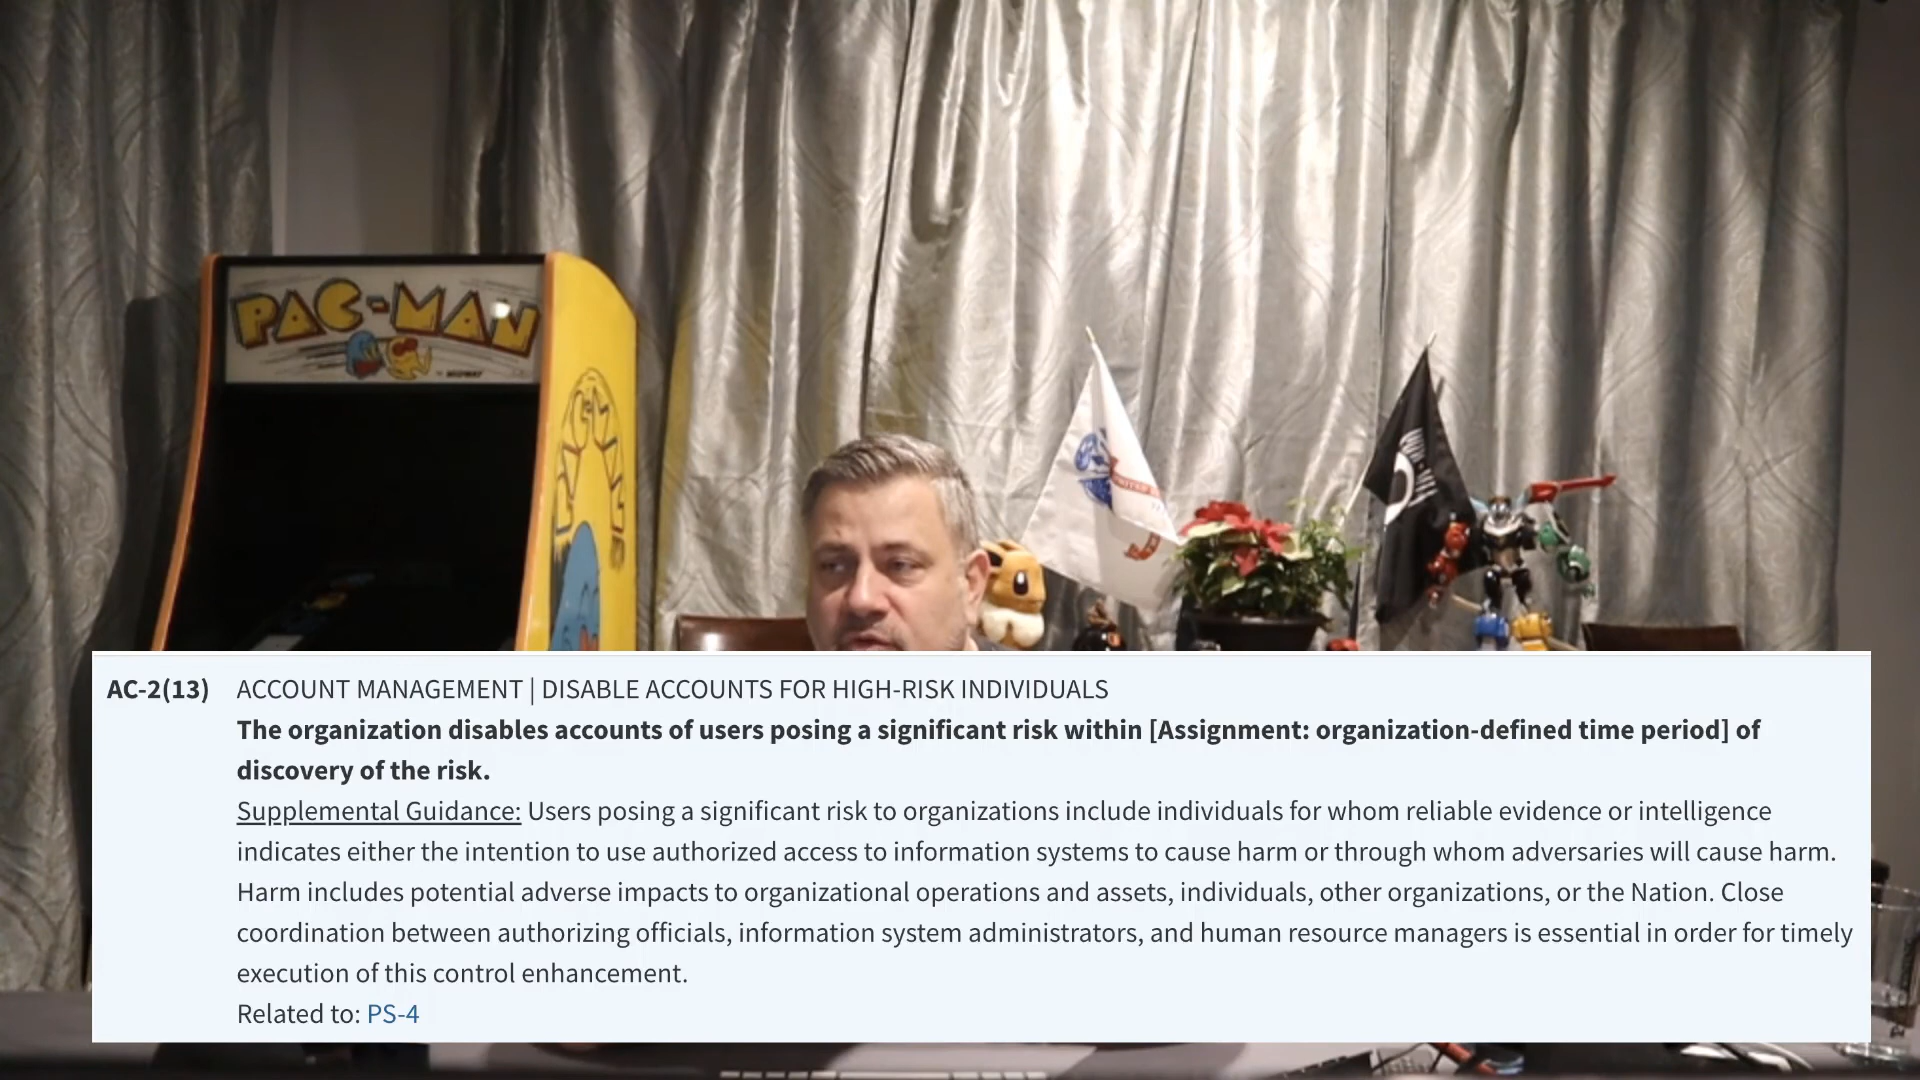 PAC-MAN
MIDWAY
PAC-MAN
POW*MIA
AC-2(13) ACCOUNT MANAGEMENT | DISABLE ACCOUNTS FOR HIGH-RISK INDIVIDUALS
The organization disables accounts of users posing a significant risk within [Assignment: organization-defined time period] of
discovery of the risk.
Supplemental Guidance: Users posing a significant risk to organizations include individuals for whom reliable evidence or intelligence
indicates either the intention to use authorized access to information systems to cause harm or through whom adversaries will cause harm.
Harm includes potential adverse impacts to organizational operations and assets, individuals, other organizations, or the Nation. Close
coordination between authorizing officials, information system administrators, and human resource managers is essential in order for timely
execution of this control enhancement.
Related to: PS-4